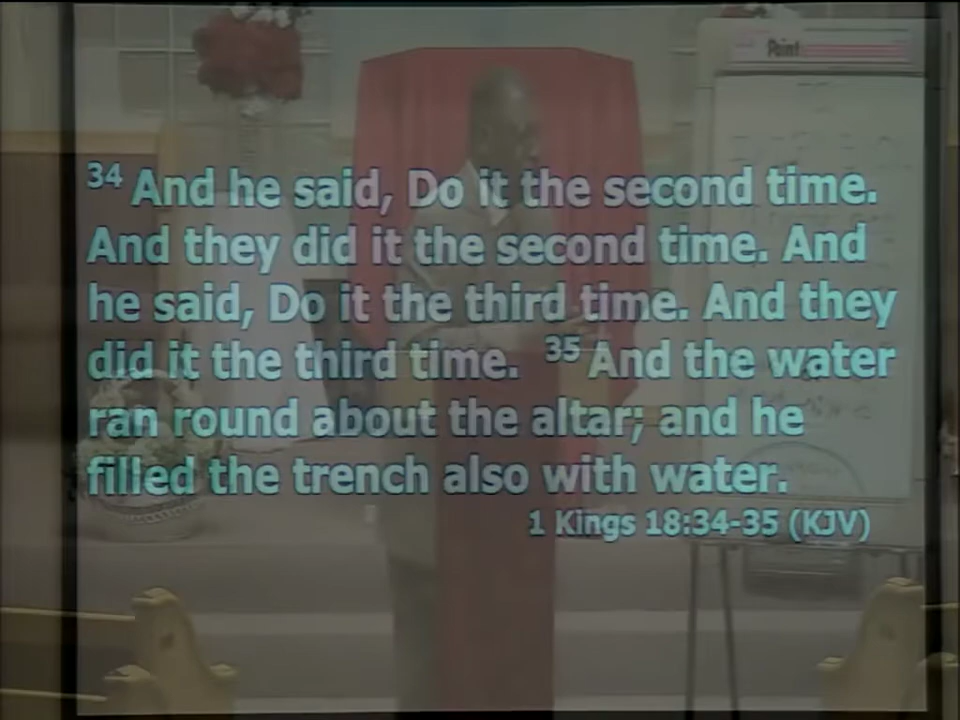 Point
34 And he said, Do it the second time.
And they did it the second time. And
he said, Do it the third time. And they
did it the third time. 35 And the water
ran round about the altar; and he
filled the trench also with water.
1 Kings 18:34-35 (KJV)